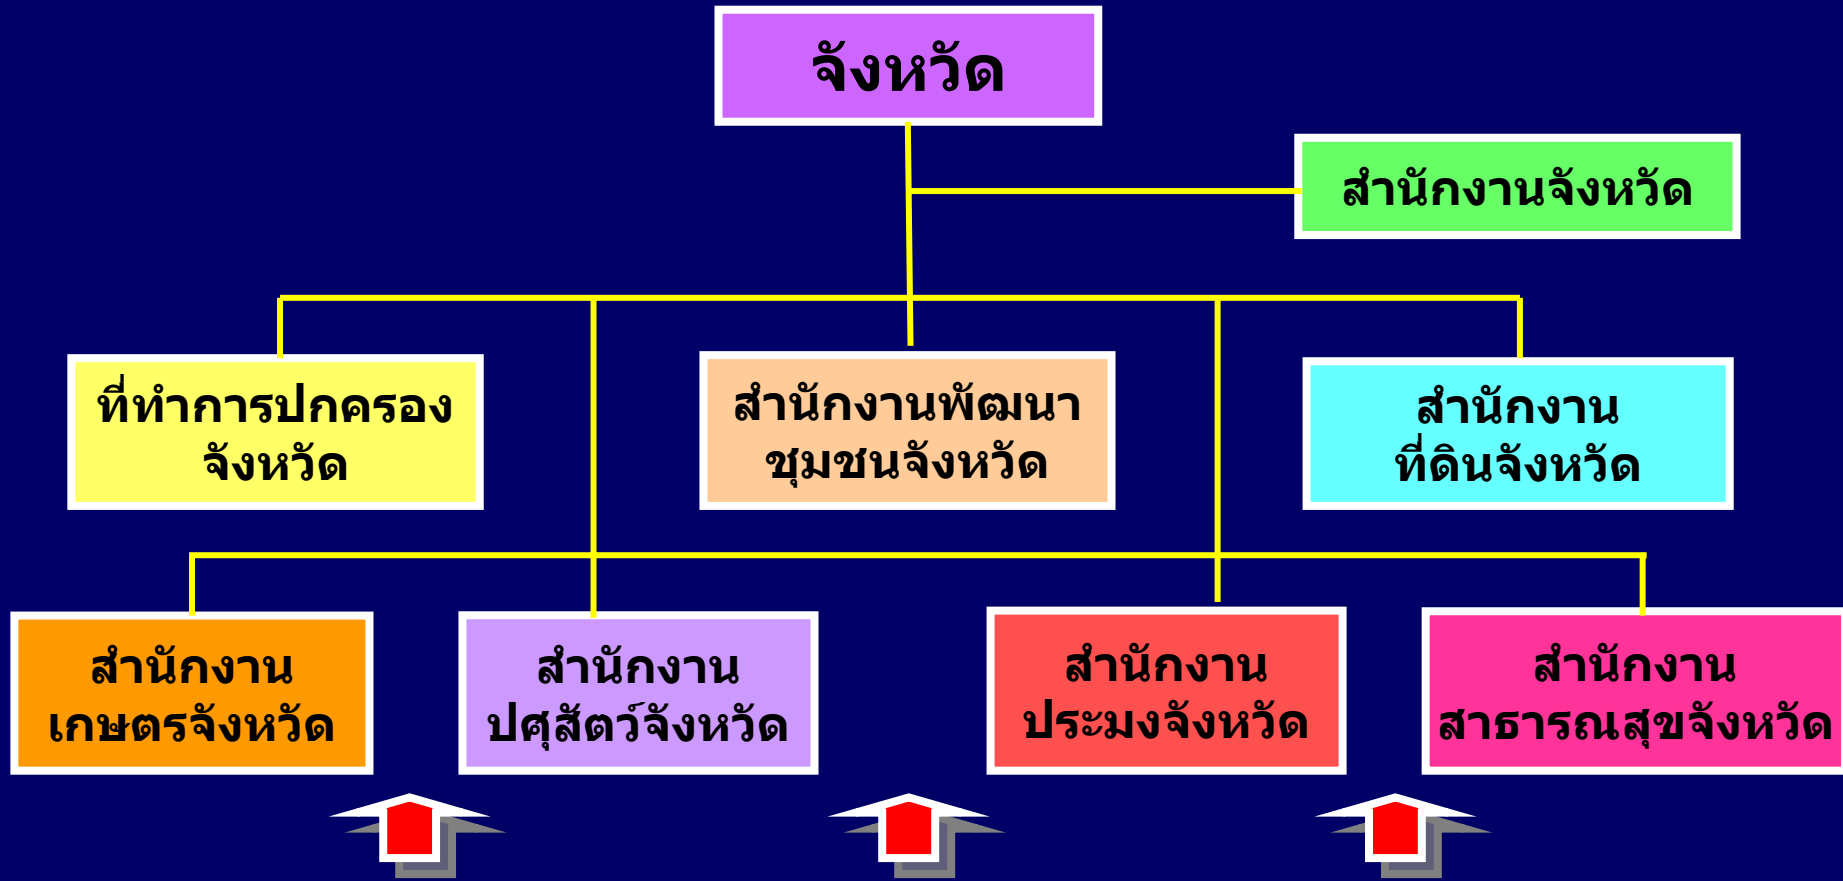 จังหวัด
สำนักงานจังหวัด
ที่ทำการปกครอง
จังหวัด
สำนักงานพัฒนา
ชุมชนจังหวัด
สำนักงาน
ที่ดินจังหวัด
สำนักงาน
เกษตรจังหวัด
สำนักงาน
ปศุสัตว์จังหวัด
สำนักงาน
ประมงจังหวัด
สำนักงาน
สาธารณสุขจังหวัด